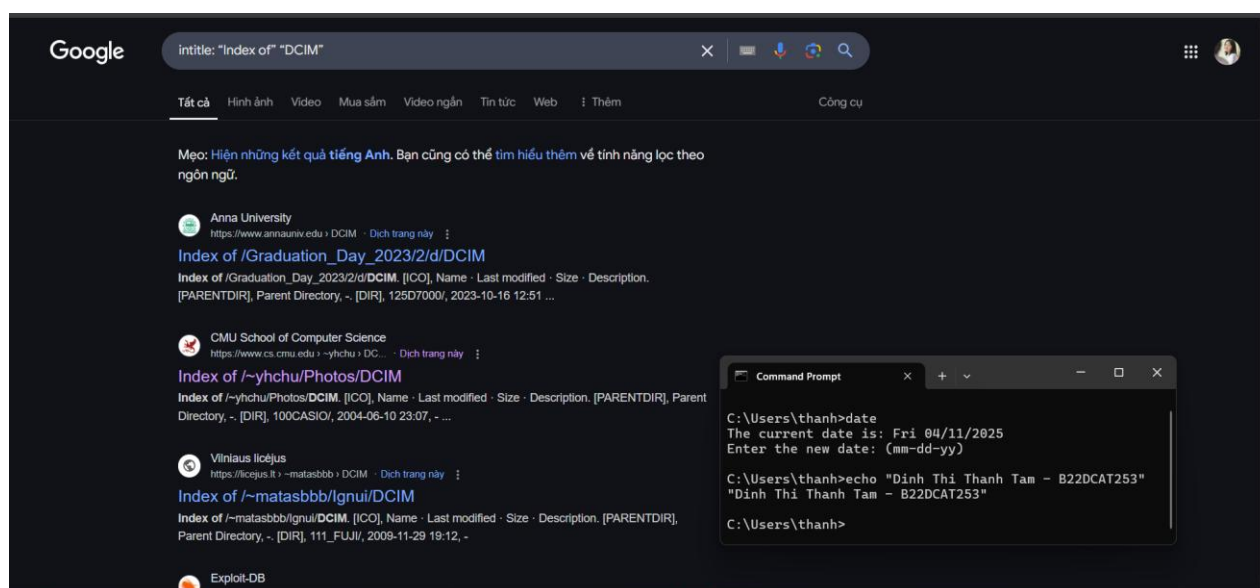 Google
intitle: “Index of” “DCIM”
Tất cả Hình ảnh Video Mua sắm Video ngắn Tin tức Web ⋮ Thêm Công cụ
Mẹo: Hiện những kết quả tiếng Anh. Bạn cũng có thể tìm hiểu thêm về tính năng lọc theo
ngôn ngữ.
Anna University
https://www.annauniv.edu › DCIM · Dịch trang này
Index of /Graduation_Day_2023/2/d/DCIM
Index of /Graduation_Day_2023/2/d/DCIM. [ICO], Name · Last modified · Size · Description.
[PARENTDIR], Parent Directory, -. [DIR], 125D7000/, 2023-10-16 12:51 ...
CMU School of Computer Science
https://www.cs.cmu.edu › ~yhchu › DC... · Dịch trang này
Index of /~yhchu/Photos/DCIM
Index of /~yhchu/Photos/DCIM. [ICO], Name · Last modified · Size · Description. [PARENTDIR], Parent
Directory, -. [DIR], 100CASIO/, 2004-06-10 23:07, - ...
Vilniaus licėjus
https://licejus.lt › ~matasbbb › DCIM · Dịch trang này
Index of /~matasbbb/Ignui/DCIM
Index of /~matasbbb/Ignui/DCIM. [ICO], Name · Last modified · Size · Description. [PARENTDIR],
Parent Directory, -. [DIR], 111_FUJI/, 2009-11-29 19:12, -
Exploit-DB
Command Prompt
C:\Users\thanh>date
The current date is: Fri 04/11/2025
Enter the new date: (mm-dd-yy)
C:\Users\thanh>echo "Dinh Thi Thanh Tam - B22DCAT253"
"Dinh Thi Thanh Tam - B22DCAT253"
C:\Users\thanh>